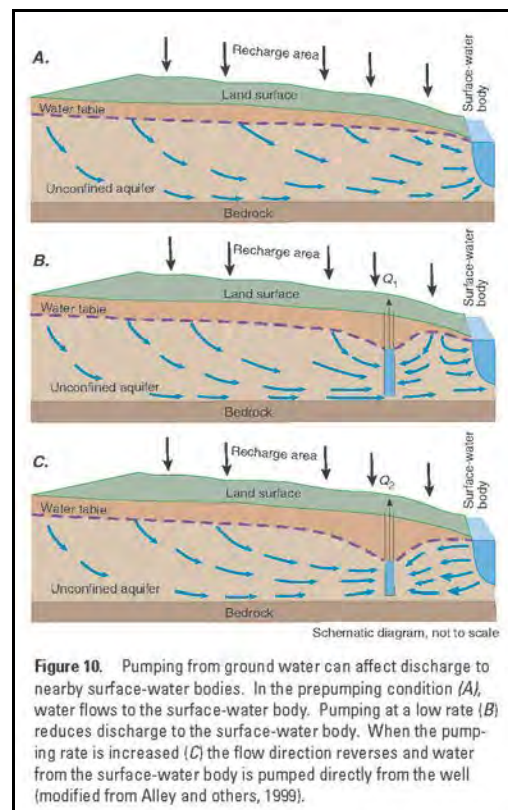 A.
Recharge area
Surface-water
body
Land surface
Water table
Unconfined aquifer
Bedrock
B.
Recharge area
Q1
Surface-water
body
Land surface
Water table
Unconfined aquifer
Bedrock
C.
Recharge area
Q2
Surface-water
body
Land surface
Water table
Unconfined aquifer
Bedrock
Schematic diagram, not to scale
Figure 10. Pumping from ground water can affect discharge to
nearby surface-water bodies. In the prepumping condition (A),
water flows to the surface-water body. Pumping at a low rate (B)
reduces discharge to the surface-water body. When the pump-
ing rate is increased (C) the flow direction reverses and water
from the surface-water body is pumped directly from the well
(modified from Alley and others, 1999).